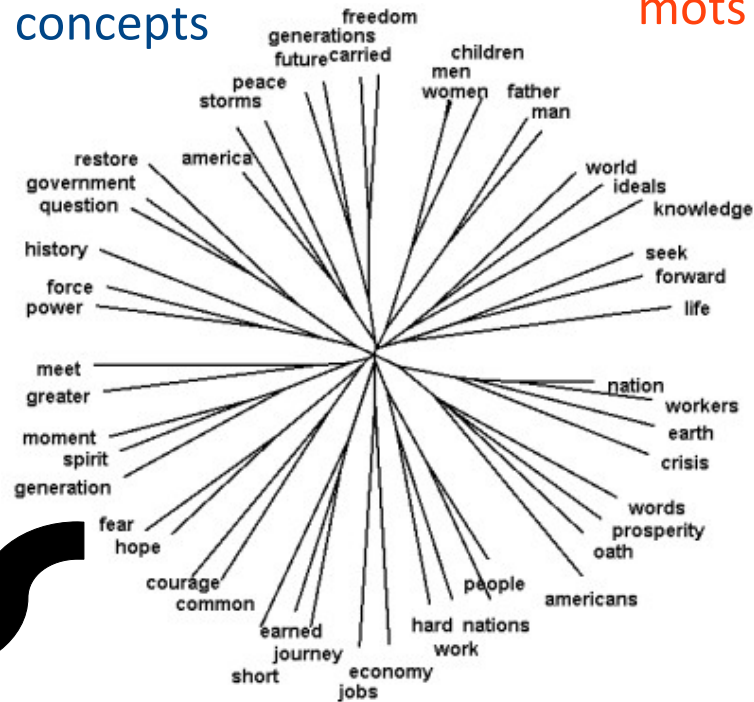 concepts
mots
freedom
generations
future carried
children
men
women
father
man
peace
storms
america
restore
government
question
history
force
power
world
ideals
knowledge
seek
forward
life
meet
greater
moment
spirit
generation
fear
hope
courage
common
earned
journey
short
jobs
economy
hard nations
work
people
americans
oath
prosperity
words
crisis
earth
workers
nation